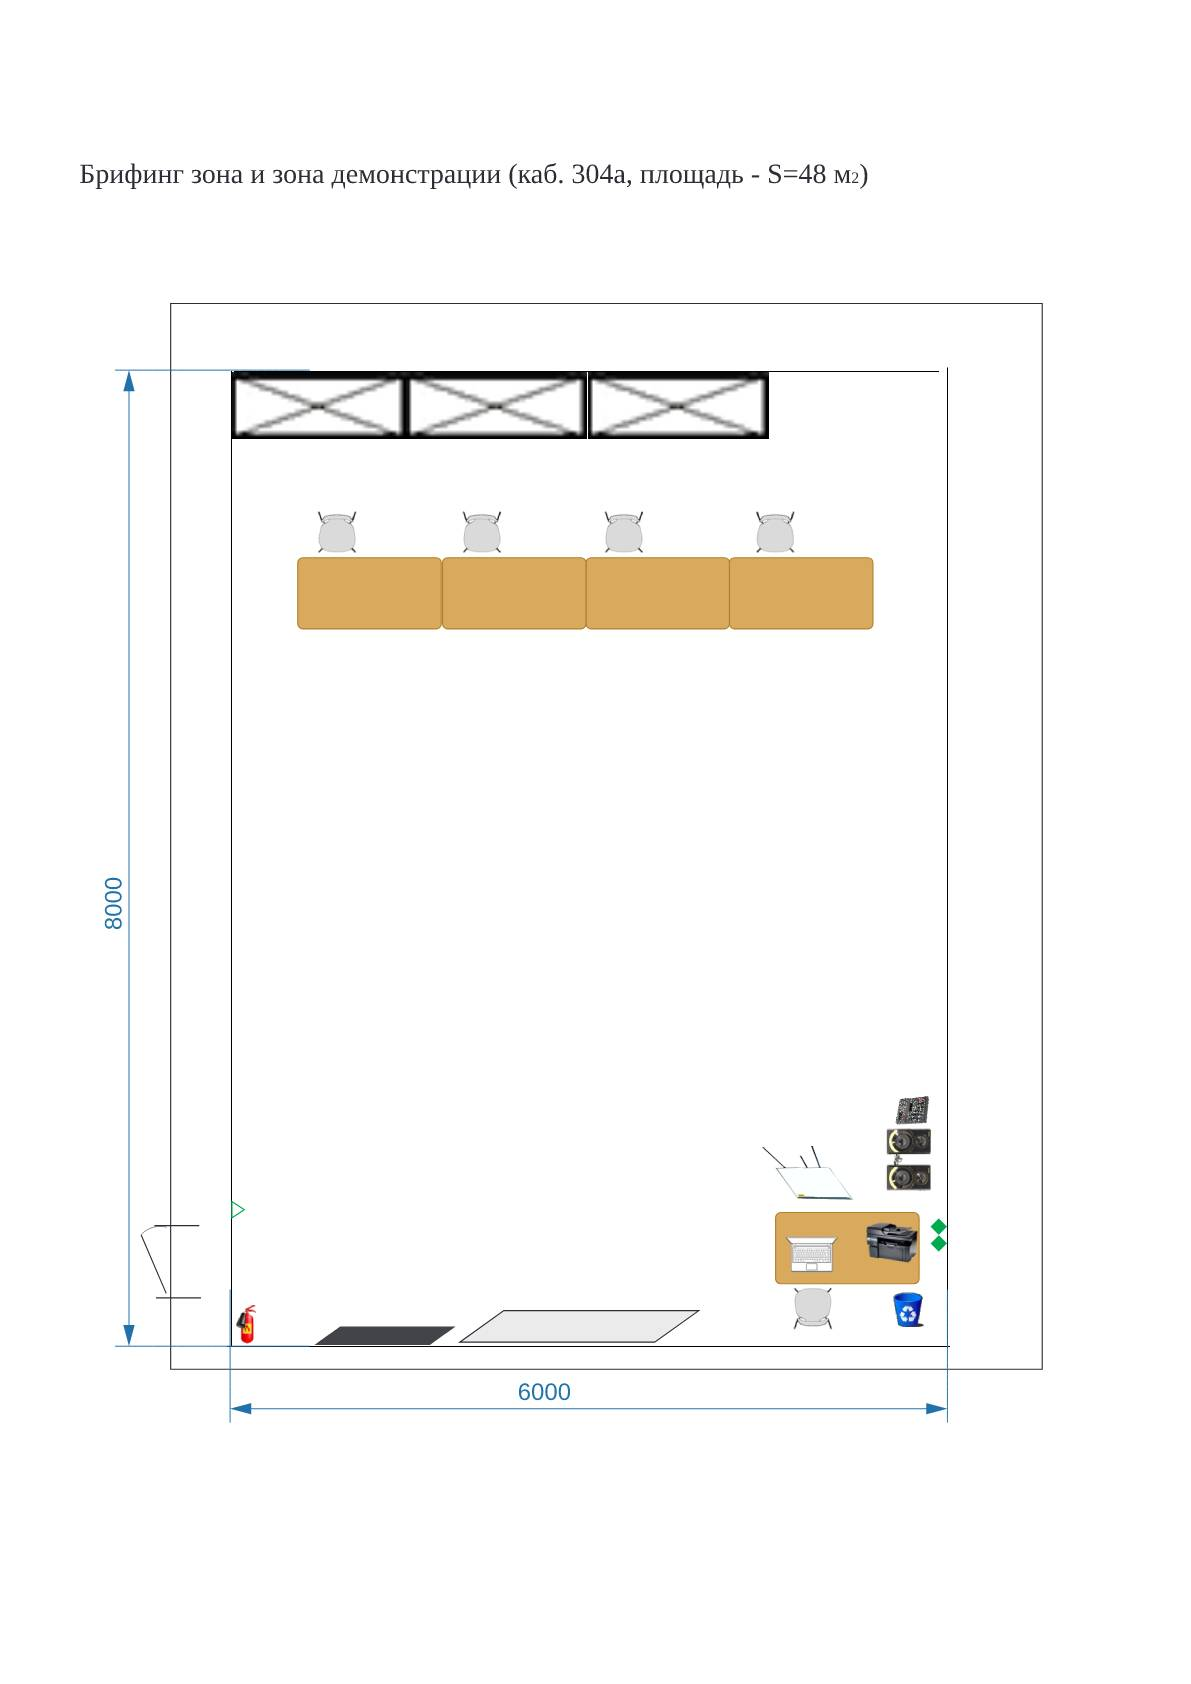 Брифинг зона и зона демонстрации (каб. 304а, площадь - S=48 м2)
8000
6000